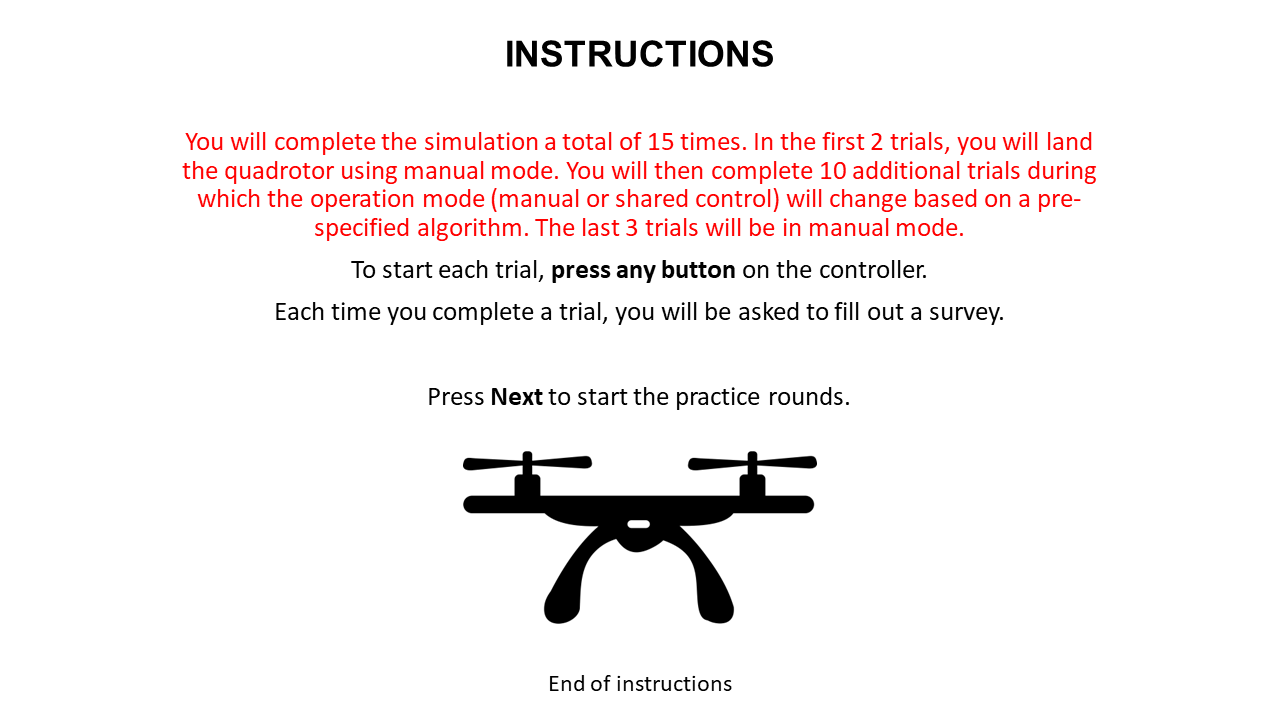 INSTRUCTIONS
You will complete the simulation a total of 15 times. In the first 2 trials, you will land
the quadrotor using manual mode. You will then complete 10 additional trials during
which the operation mode (manual or shared control) will change based on a pre-
specified algorithm. The last 3 trials will be in manual mode.
To start each trial, press any button on the controller.
Each time you complete a trial, you will be asked to fill out a survey.
Press Next to start the practice rounds.
End of instructions